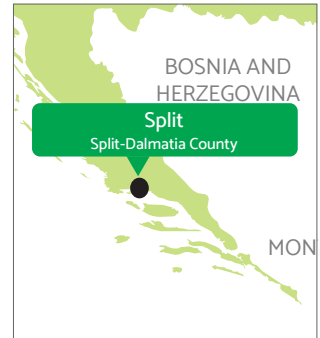 BOSNIA AND
HERZEGOVINA
Split
Split-Dalmatia County
MON